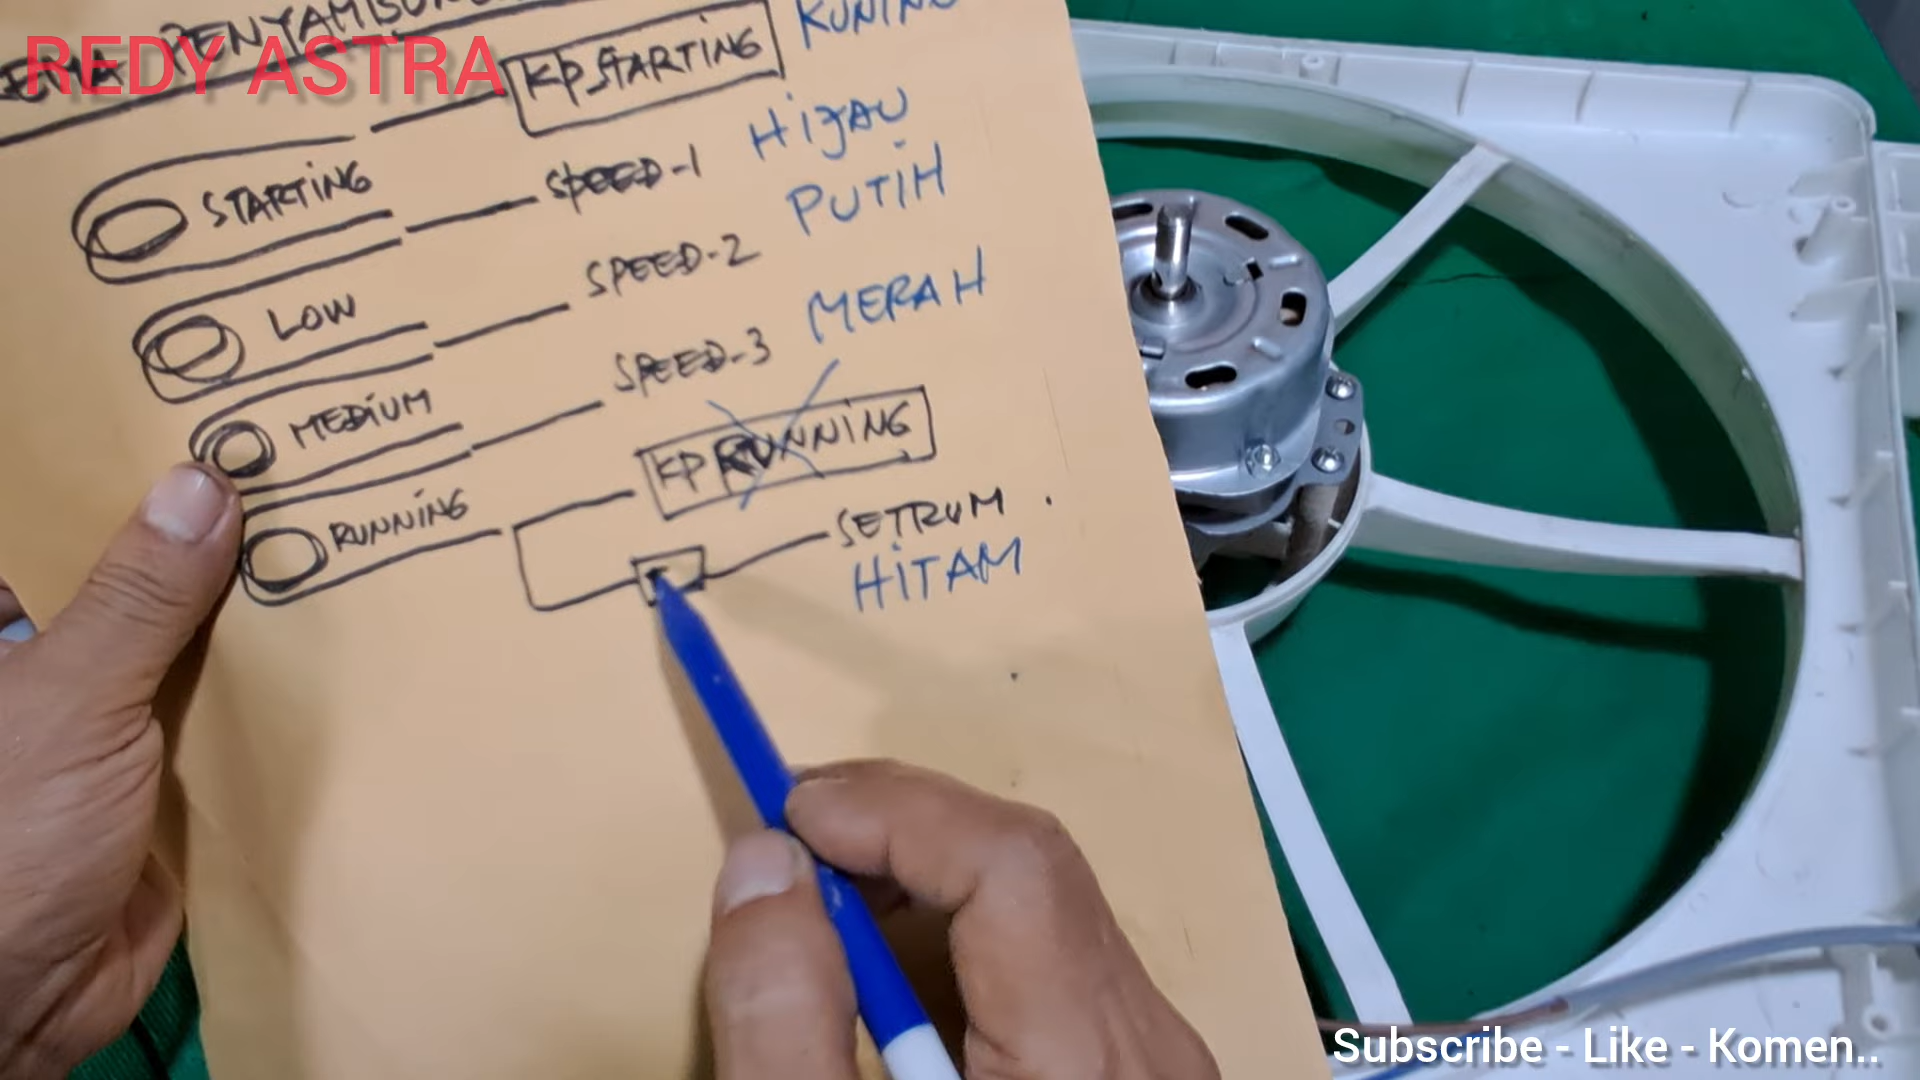 REDY ASTRA
PENYAMBUNG
KP STARTING KUNING
STARTING SPEED-1 HIJAU
LOW SPEED-2 PUTIH
MEDIUM SPEED-3 MERAH
RUNNING KP RUNNING
F SETRUM.
HITAM
Subscribe - Like - Komen..